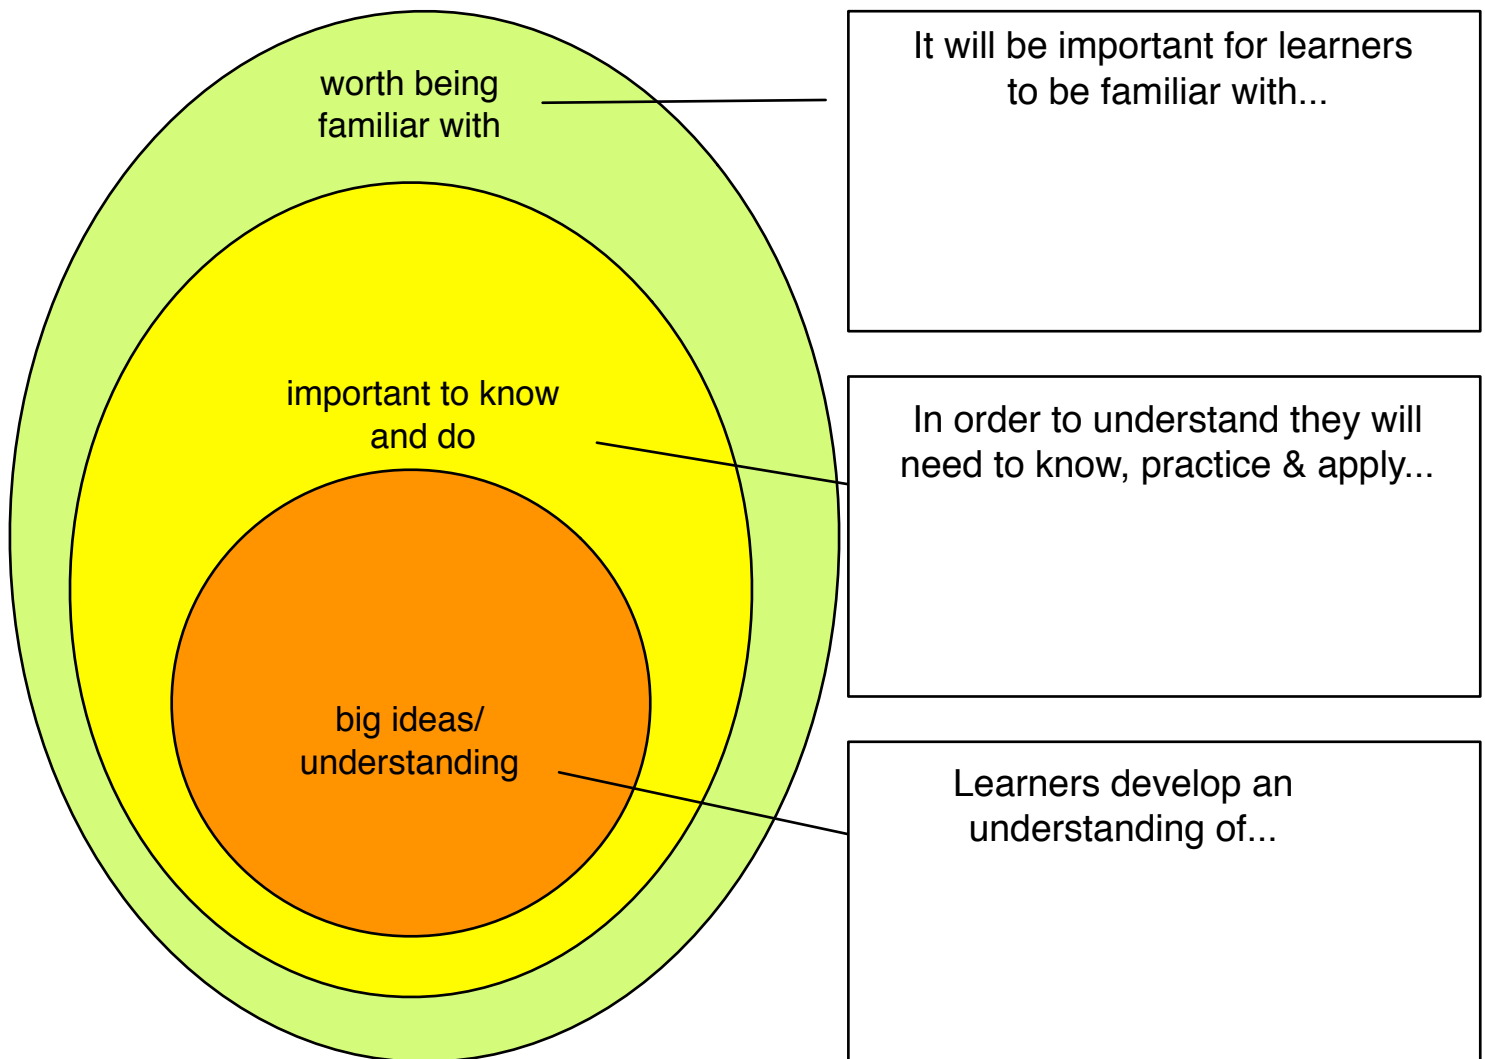 worth being
familiar with
It will be important for learners
to be familiar with...
important to know
and do
In order to understand they will
need to know, practice & apply...
big ideas/
understanding
Learners develop an
understanding of...